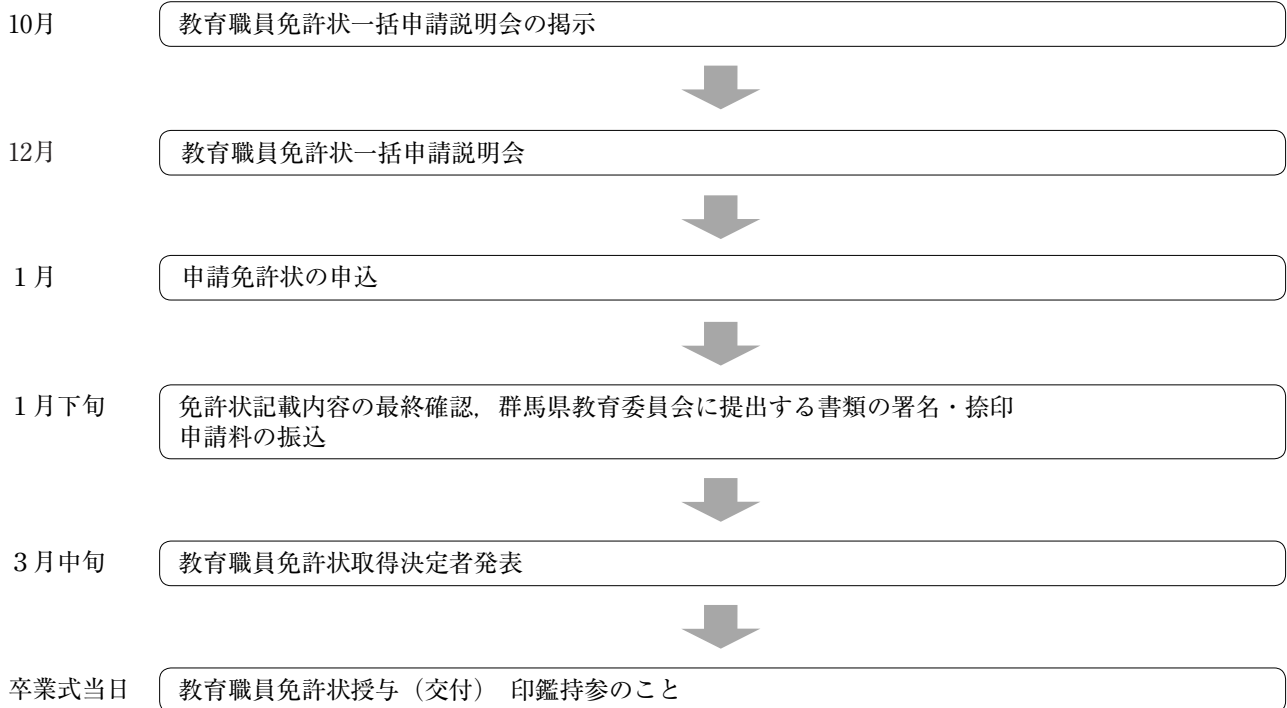 10月 教育職員免許状一括申請説明会の掲示
12月 教育職員免許状一括申請説明会
１月 申請免許状の申込
１月下旬 免許状記載内容の最終確認，群馬県教育委員会に提出する書類の署名・捺印
申請料の振込
３月中旬 教育職員免許状取得決定者発表
卒業式当日 教育職員免許状授与（交付） 印鑑持参のこと